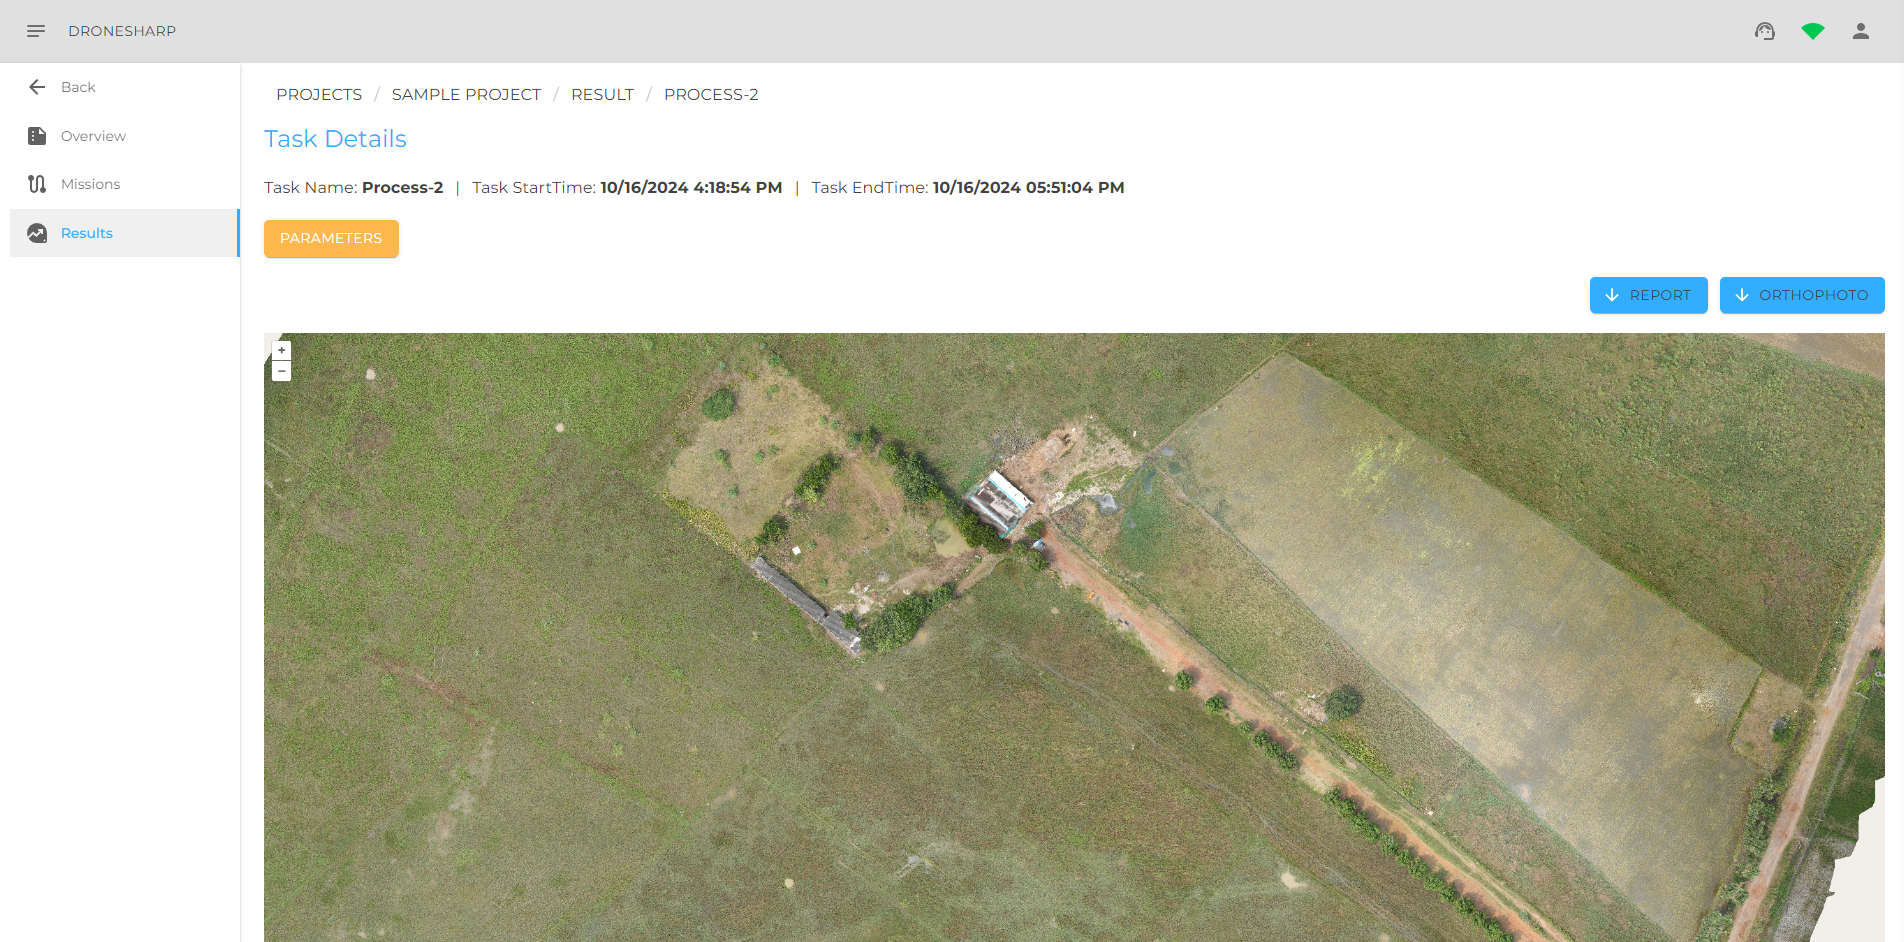 DRONESHARP
Back
Overview
Missions
Results
PROJECTS / SAMPLE PROJECT / RESULT / PROCESS-2
Task Details
Task Name: Process-2 | Task StartTime: 10/16/2024 4:18:54 PM | Task EndTime: 10/16/2024 05:51:04 PM
PARAMETERS
REPORT
ORTHOPHOTO
+
−